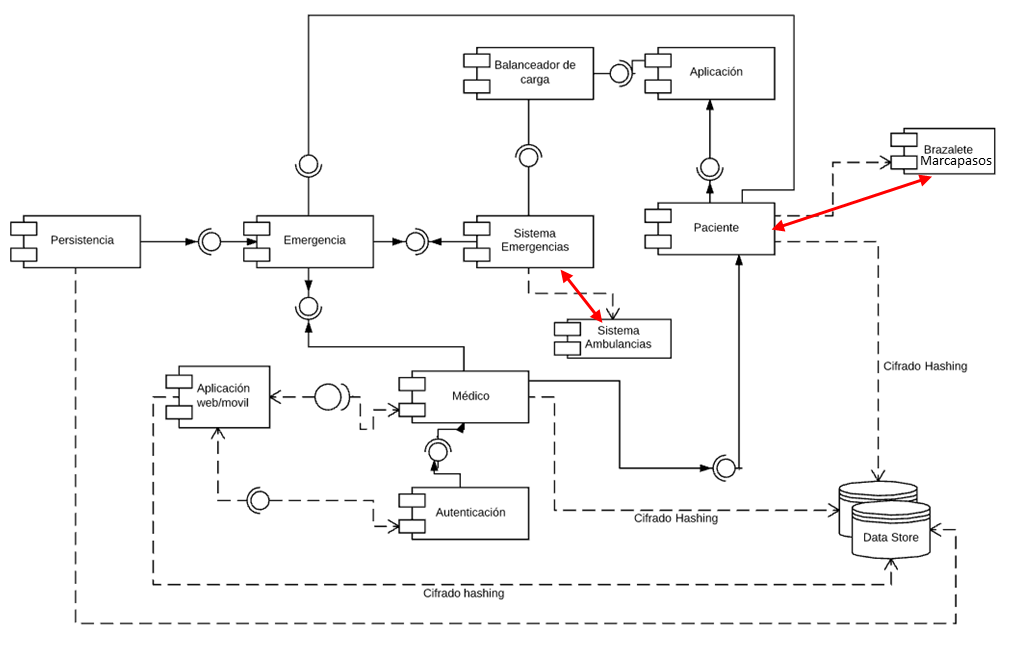 Balanceador de
carga
Aplicación
Brazalete
Marcapasos
Persistencia
Emergencia
Sistema
Emergencias
Paciente
Sistema
Ambulancias
Cifrado Hashing
Aplicación
web/movil
Médico
Autenticación
Cifrado Hashing
Data Store
Cifrado hashing